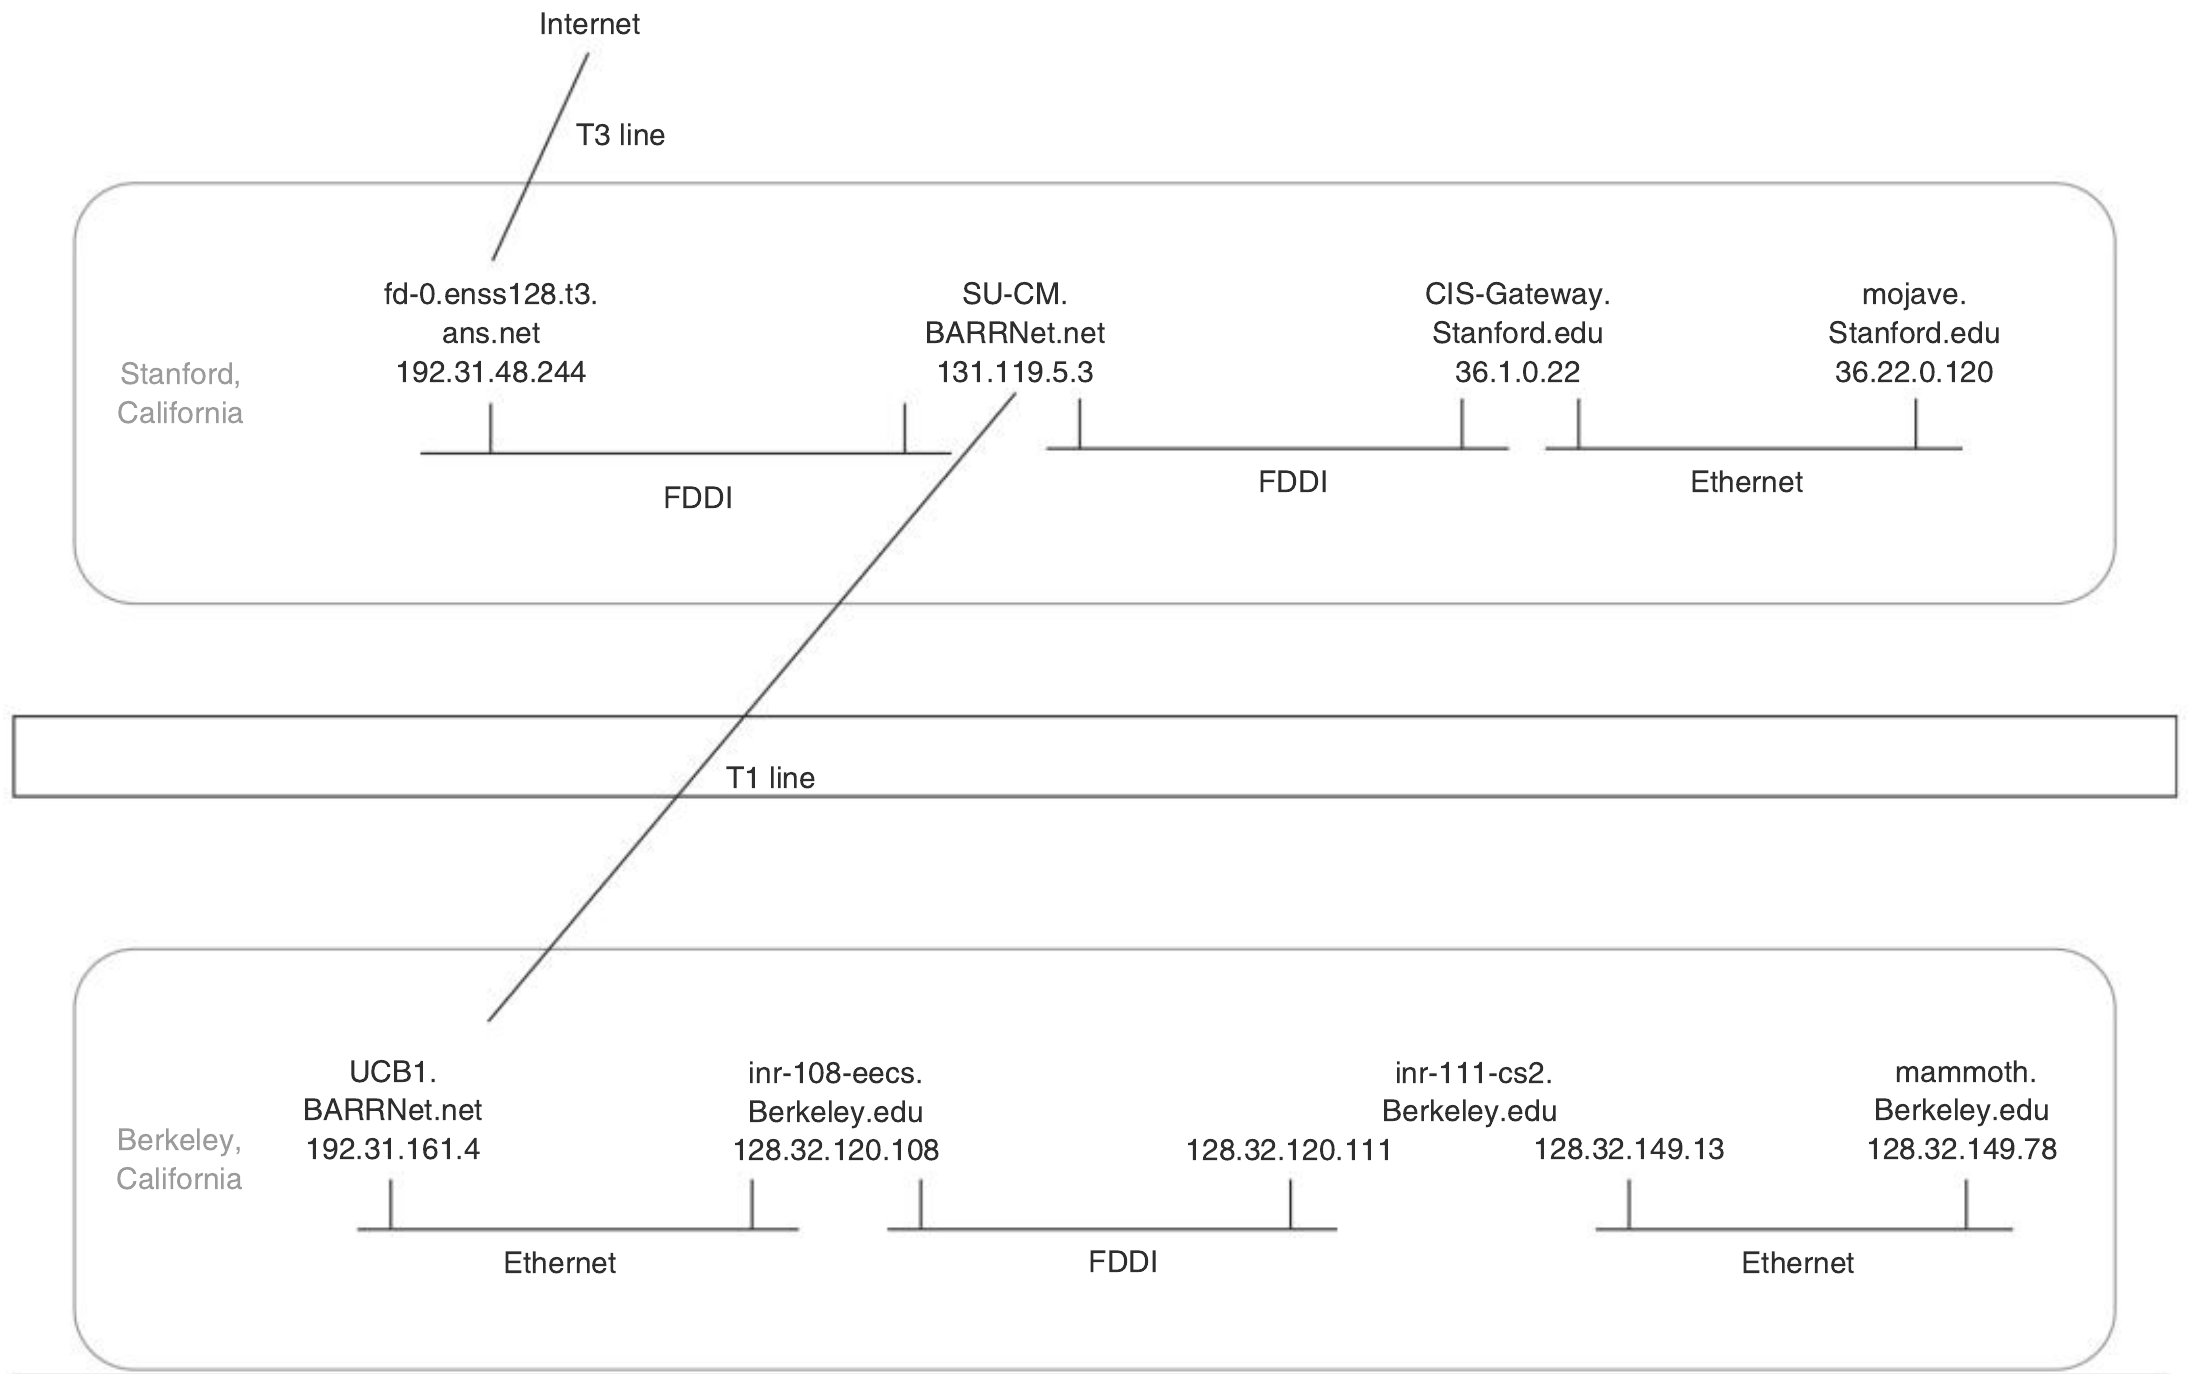 Internet
T3 line
fd-0.enss128.t3.
ans.net
192.31.48.244
SU-CM.
BARRNet.net
131.119.5.3
CIS-Gateway.
Stanford.edu
36.1.0.22
mojave.
Stanford.edu
36.22.0.120
Stanford,
California
FDDI
FDDI
Ethernet
T1 line
UCB1.
BARRNet.net
192.31.161.4
inr-108-eecs.
Berkeley.edu
128.32.120.108
inr-111-cs2.
Berkeley.edu
128.32.120.111
128.32.149.13
mammoth.
Berkeley.edu
128.32.149.78
Berkeley,
California
Ethernet
FDDI
Ethernet